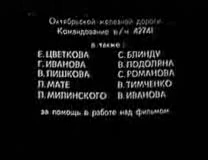 Октябрьской железной дороги
Командование в/ч 42741
а также
Е. ЦВЕТКОВА С. БЛИНДУ
Г. ИВАНОВА В. ПОДОЛЯНА
В. ПИШКОВА С. РОМАНОВА
Л. МАТЕ В. ТИМЧЕНКО
П. МИЛИНСКОГО В. ИВАНОВА
за помощь в работе над фильмом